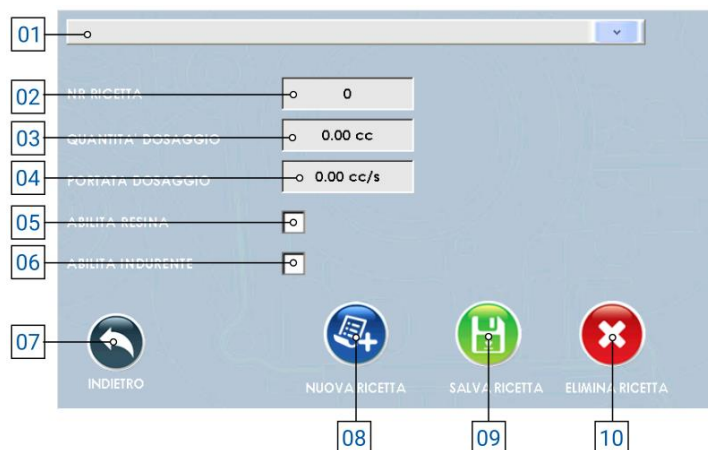 01
02 NR RICETTA 0
03 QUANTITA' DOSAGGIO 0.00 cc
04 PORTATA DOSAGGIO 0.00 cc/s
05 ABILITA RESINA
06 ABILITA INDURENTE
07
INDIETRO NUOVA RICETTA SALVA RICETTA ELIMINA RICETTA
08 09 10